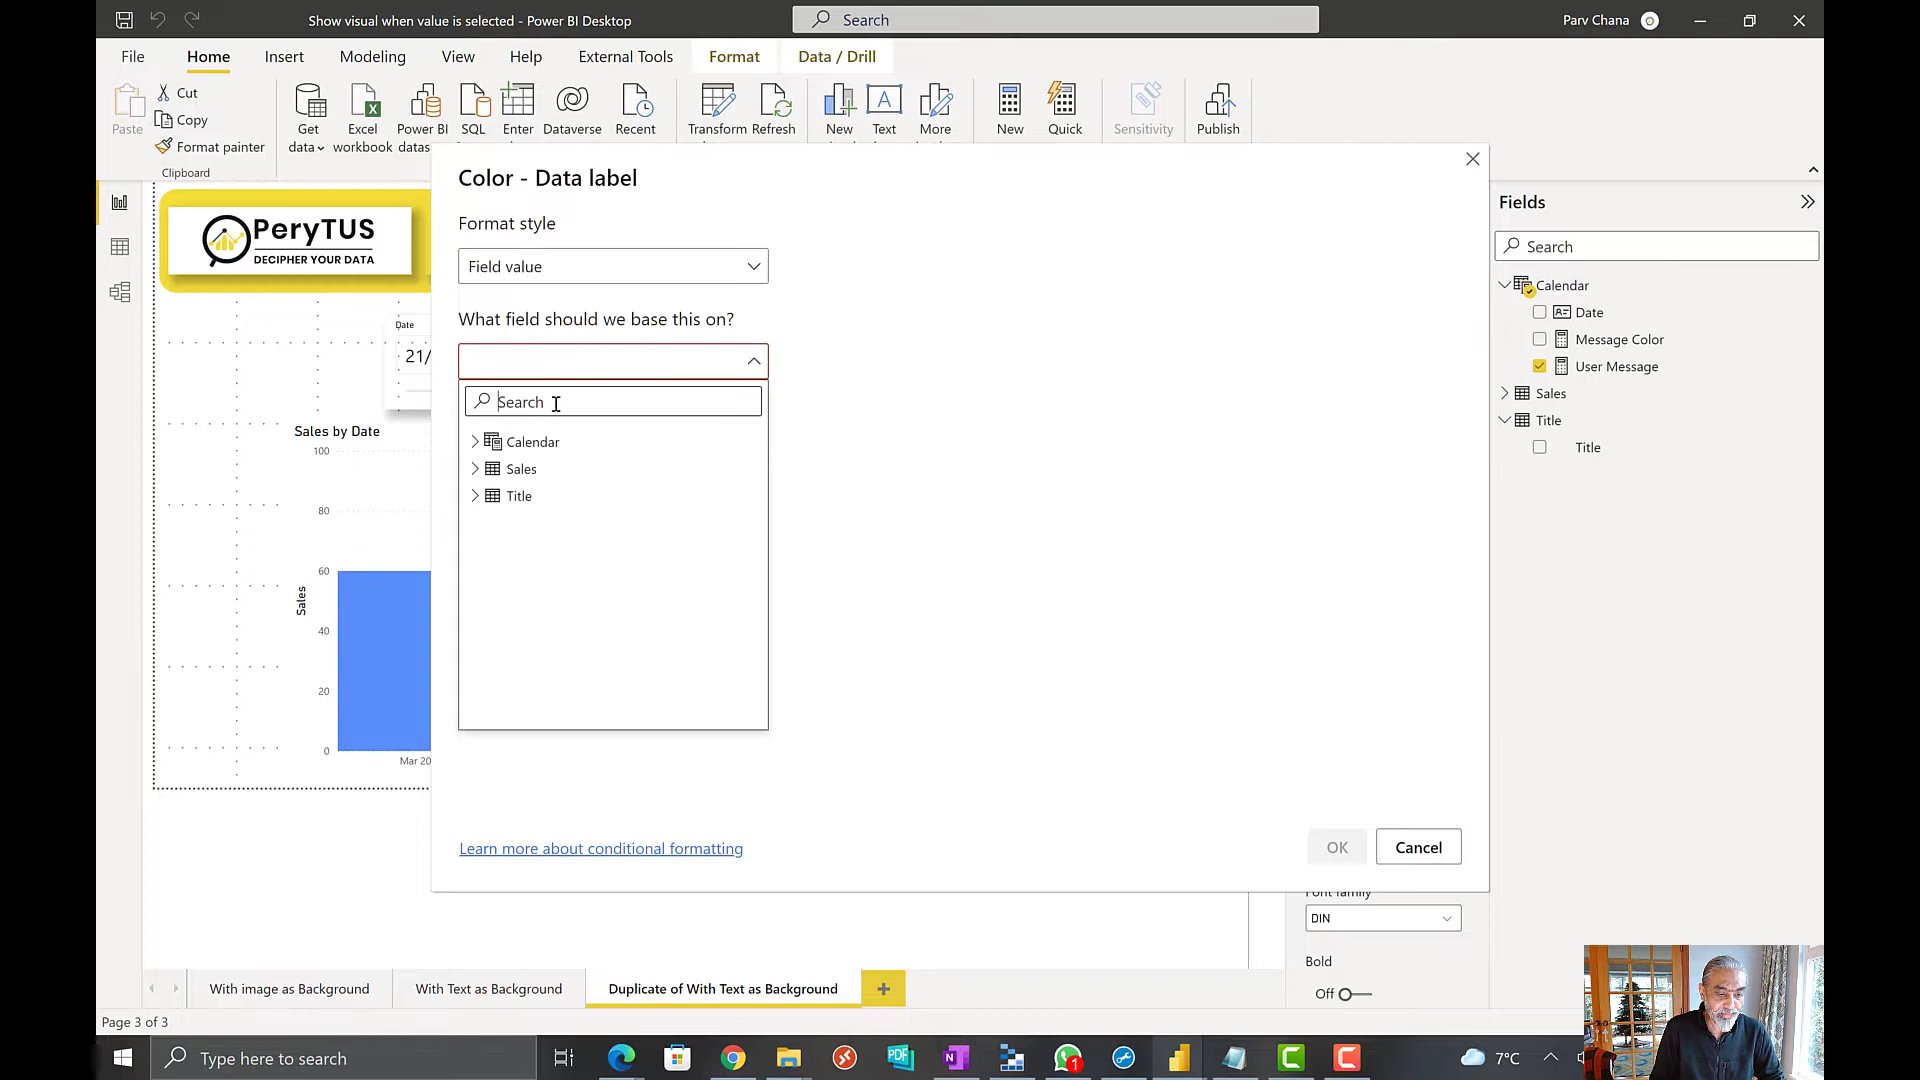 Show visual when value is selected - Power BI Desktop
Search
Parv Chana
File
Home
Insert
Modeling
View
Help
External Tools
Format
Data / Drill
Paste
Cut
Copy
Format painter
Clipboard
Get
data
Excel
workbook
Power BI
datas
SQL
Enter
Dataverse
Recent
Transform
Refresh
New
Text
More
New
Quick
Sensitivity
Publish
PeryTUS
DECIPHER YOUR DATA
Date
21/
Sales by Date
100
80
60
40
20
0
Sales
Mar 20
Color - Data label
Format style
Field value
What field should we base this on?
Search
Calendar
Sales
Title
Learn more about conditional formatting
OK
Cancel
Fields
Search
Calendar
Date
Message Color
User Message
Sales
Title
Title
Font family
DIN
Bold
Off
With image as Background
With Text as Background
Duplicate of With Text as Background
Page 3 of 3
Type here to search
PDF
1
7°C